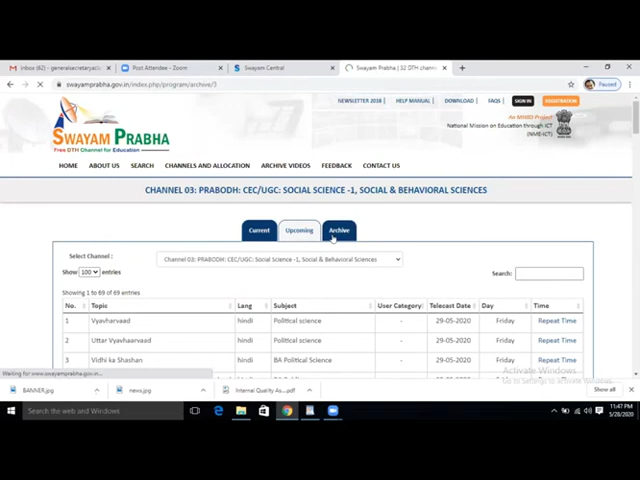 inbox (62) - generalsecretaryac
Post Attendee - Zoom
Swayam Central
Swayam Prabha | 32 DTH channe
swayamprabha.gov.in/index.php/program/archive/3
Paused
NEWSLETTER 2018 | HELP MANUAL | DOWNLOAD | FAQS SIGN IN REGISTRATION
An MHRD Project
National Mission on Education through ICT
(NME-ICT)
SWAYAM PRABHA
Free DTH Channel for Education
HOME ABOUT US SEARCH CHANNELS AND ALLOCATION ARCHIVE VIDEOS FEEDBACK CONTACT US
CHANNEL 03: PRABODH: CEC/UGC: SOCIAL SCIENCE -1, SOCIAL & BEHAVIORAL SCIENCES
Current Upcoming Archive
Select Channel : Channel 03: PRABODH: CEC/UGC: Social Science -1, Social & Behavioral Sciences
Show 100 entries Search:
Showing 1 to 69 of 69 entries
No. Topic Lang Subject User Category Telecast Date Day Time
1 Vyavharvaad hindi Political science - 29-05-2020 Friday Repeat Time
2 Uttar Vyavhaarvaad hindi Political science - 29-05-2020 Friday Repeat Time
3 Vidhi ka Shashan hindi BA Political Science - 29-05-2020 Friday Repeat Time
Activate Windows
Go to Settings to activate Windows.
Waiting for www.swayamprabha.gov.in...
BANNER.jpg news.jpg Internal Quality As....pdf Show all
Search the web and Windows
11:47 PM
5/28/2020